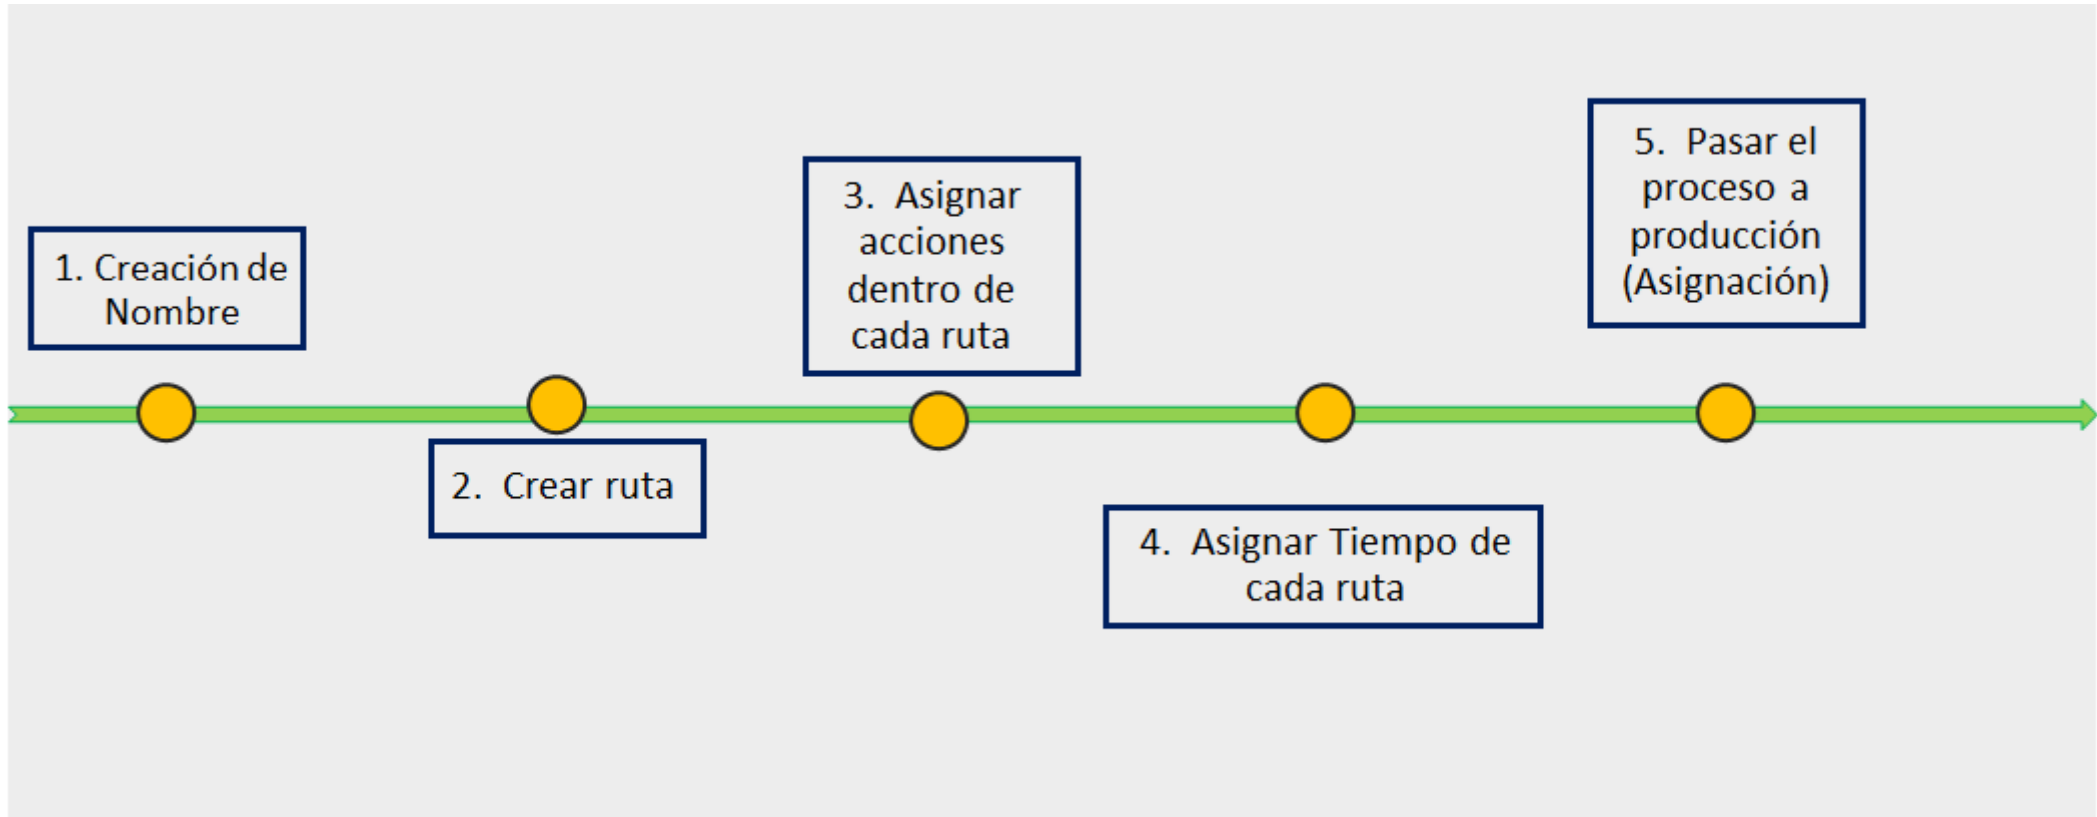 1. Creación de
Nombre
2. Crear ruta
3. Asignar
acciones
dentro de
cada ruta
4. Asignar Tiempo de
cada ruta
5. Pasar el
proceso a
producción
(Asignación)